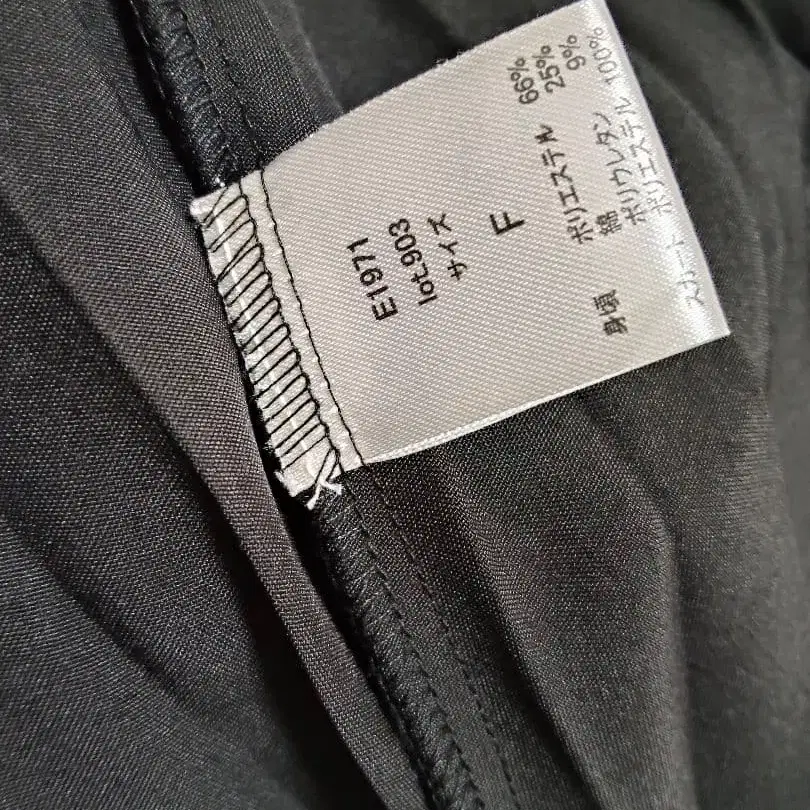 E1971
lot.903
サイズ
F
身頃 ポリエステル 66%
綿 25%
ポリウレタン 9%
スカート ポリエステル 100%